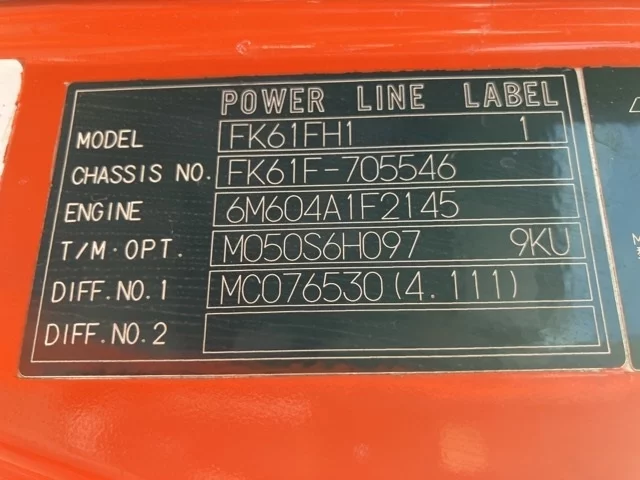 POWER LINE LABEL
MODEL FK61FH1 1
CHASSIS NO. FK61F-705546
ENGINE 6M604A1F2145
T/M·OPT. M050S6H097 9KU
DIFF.NO.1 MC076530(4.111)
DIFF.NO.2